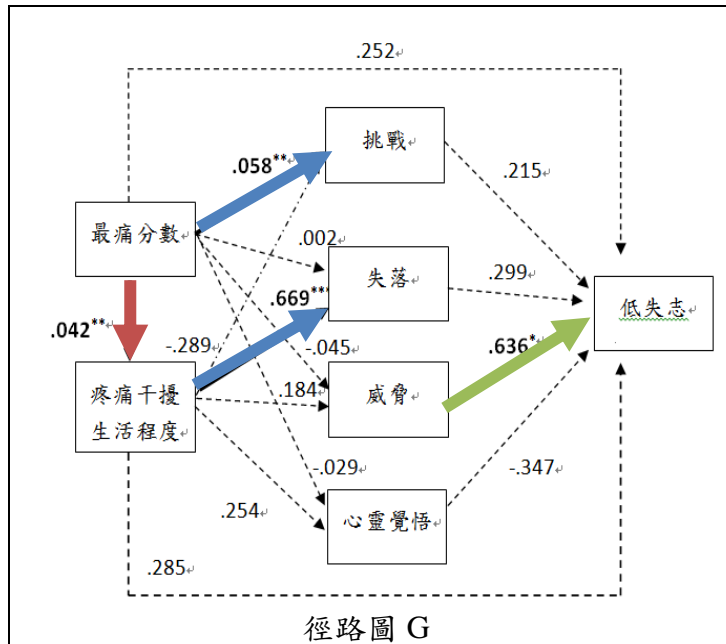 .252
挑戰
.058**
.215
最痛分數
.002
失落
.299
.669***
低失志
.042**
-.289
-.045
.636*
疼痛干擾
生活程度
.184
威脅
-.029
-.347
.254
心靈覺悟
.285
徑路圖 G